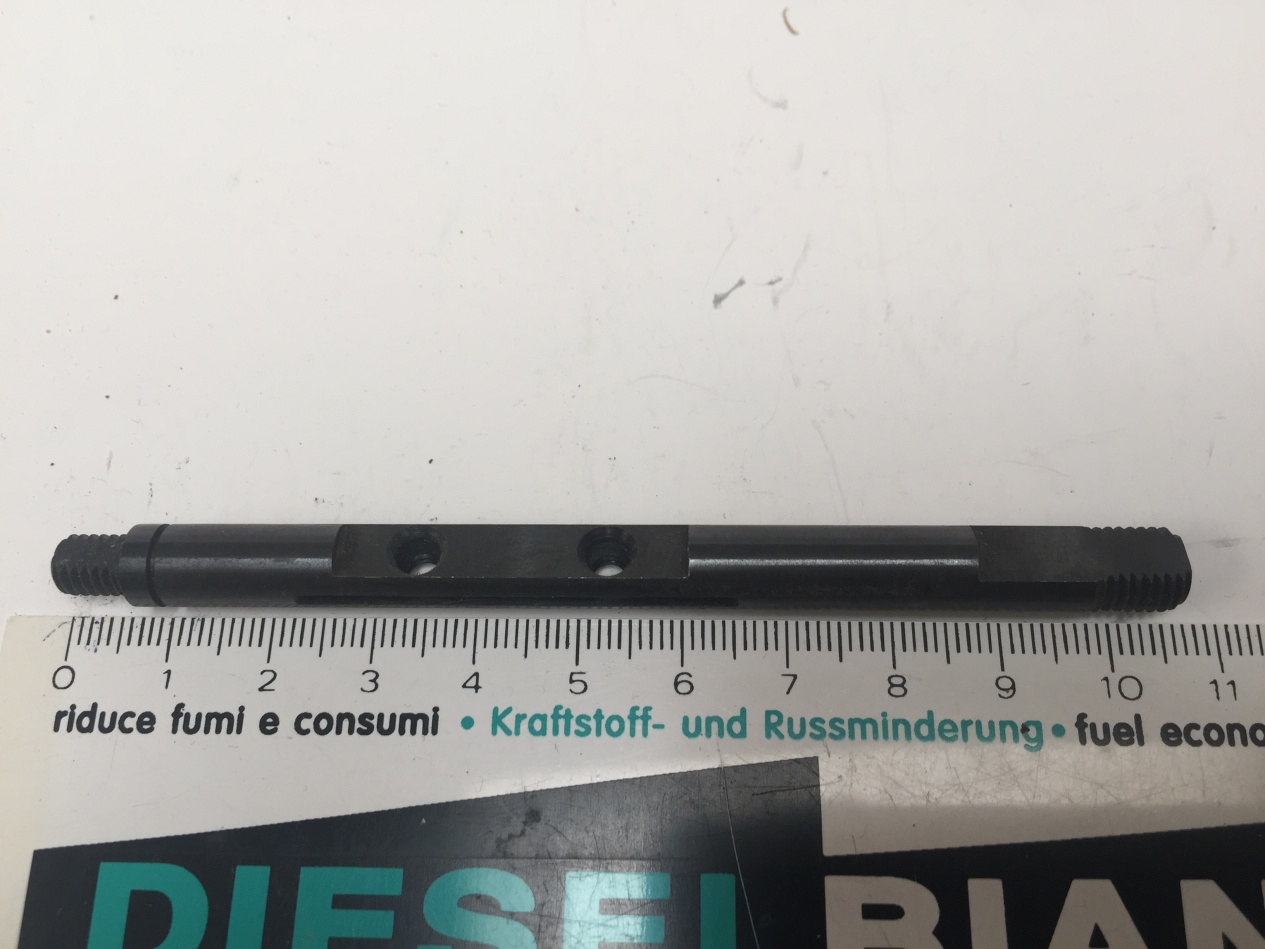 0 1 2 3 4 5 6 7 8 9 10 11
riduce fumi e consumi • Kraftstoff- und Russminderung • fuel econo
DIESEL BIAN